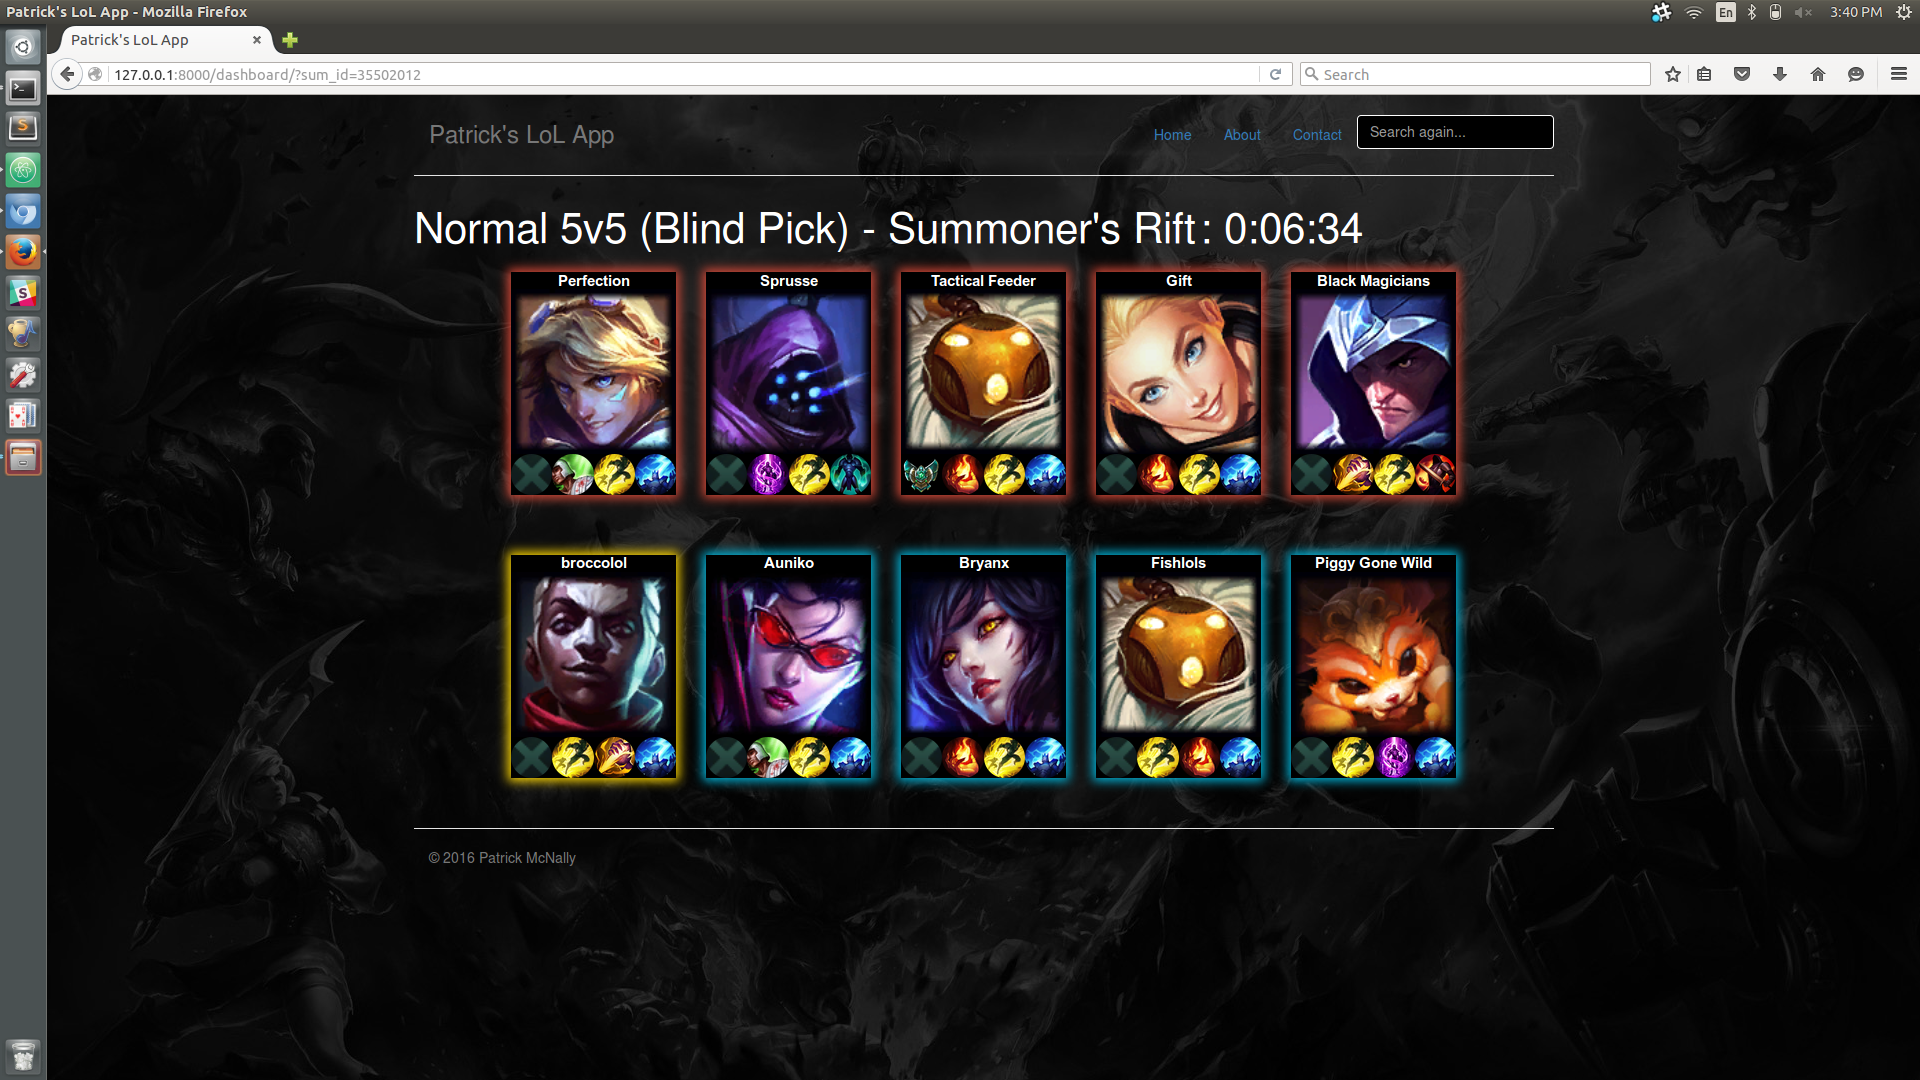 Patrick's LoL App - Mozilla Firefox
En
3:40 PM
Patrick's LoL App
127.0.0.1:8000/dashboard/?sum_id=35502012
Search
Patrick's LoL App
Home
About
Contact
Search again...
Normal 5v5 (Blind Pick) - Summoner's Rift: 0:06:34
Perfection
Sprusse
Tactical Feeder
Gift
Black Magicians
broccolol
Auniko
Bryanx
Fishlols
Piggy Gone Wild
© 2016 Patrick McNally